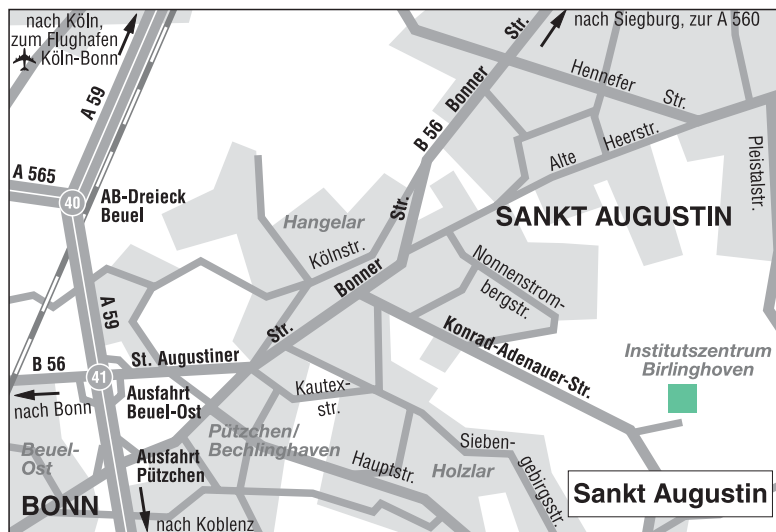 nach Köln,
zum Flughafen
Köln-Bonn
A 59
A 565
40
AB-Dreieck
Beuel
A 59
nach Siegburg, zur A 560
Str.
Bonner
B 56
Hennefer
Str.
Heerstr.
Alte
Pleistalstr.
SANKT AUGUSTIN
Hangelar
Kölnstr.
Str.
Bonner
Str.
Nonnenstrom-
bergstr.
Konrad-Adenauer-Str.
Institutszentrum
Birlinghoven
B 56
41
St. Augustiner
nach Bonn
Ausfahrt
Beuel-Ost
Kautex-
str.
Beuel-
Ost
Ausfahrt
Pützchen
Pützchen/
Bechlinghaven
Hauptstr.
Holzlar
Sieben-
gebirgsstr.
BONN
nach Koblenz
Sankt Augustin